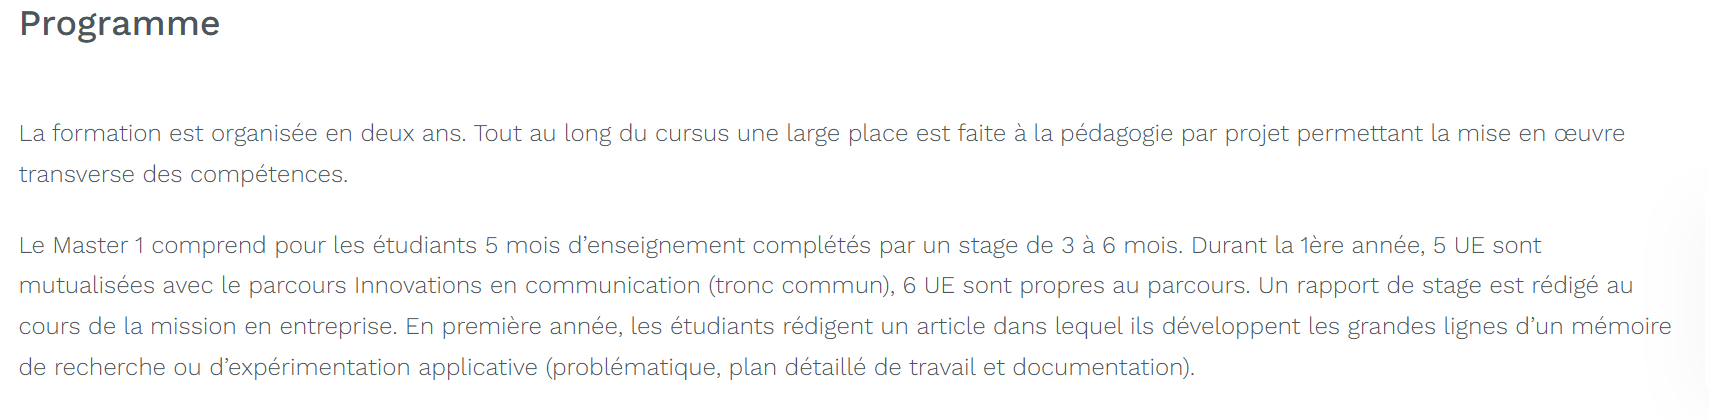 Programme
La formation est organisée en deux ans. Tout au long du cursus une large place est faite à la pédagogie par projet permettant la mise en œuvre
transverse des compétences.
Le Master 1 comprend pour les étudiants 5 mois d’enseignement complétés par un stage de 3 à 6 mois. Durant la 1ère année, 5 UE sont
mutualisées avec le parcours Innovations en communication (tronc commun), 6 UE sont propres au parcours. Un rapport de stage est rédigé au
cours de la mission en entreprise. En première année, les étudiants rédigent un article dans lequel ils développent les grandes lignes d’un mémoire
de recherche ou d’expérimentation applicative (problématique, plan détaillé de travail et documentation).